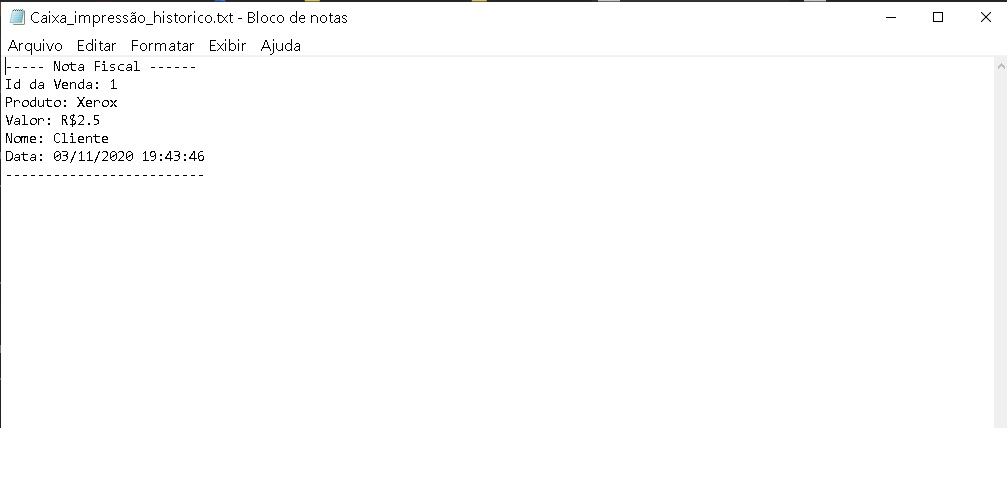 Caixa_impressão_historico.txt - Bloco de notas
Arquivo Editar Formatar Exibir Ajuda
----- Nota Fiscal ------
Id da Venda: 1
Produto: Xerox
Valor: R$2.5
Nome: Cliente
Data: 03/11/2020 19:43:46
-------------------------